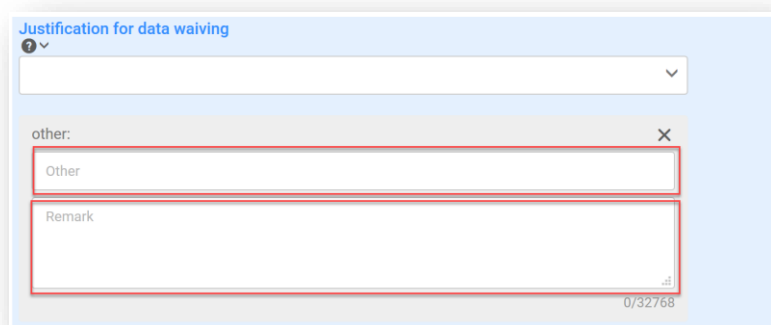 Justification for data waiving
?
other:
Other
Remark
0/32768